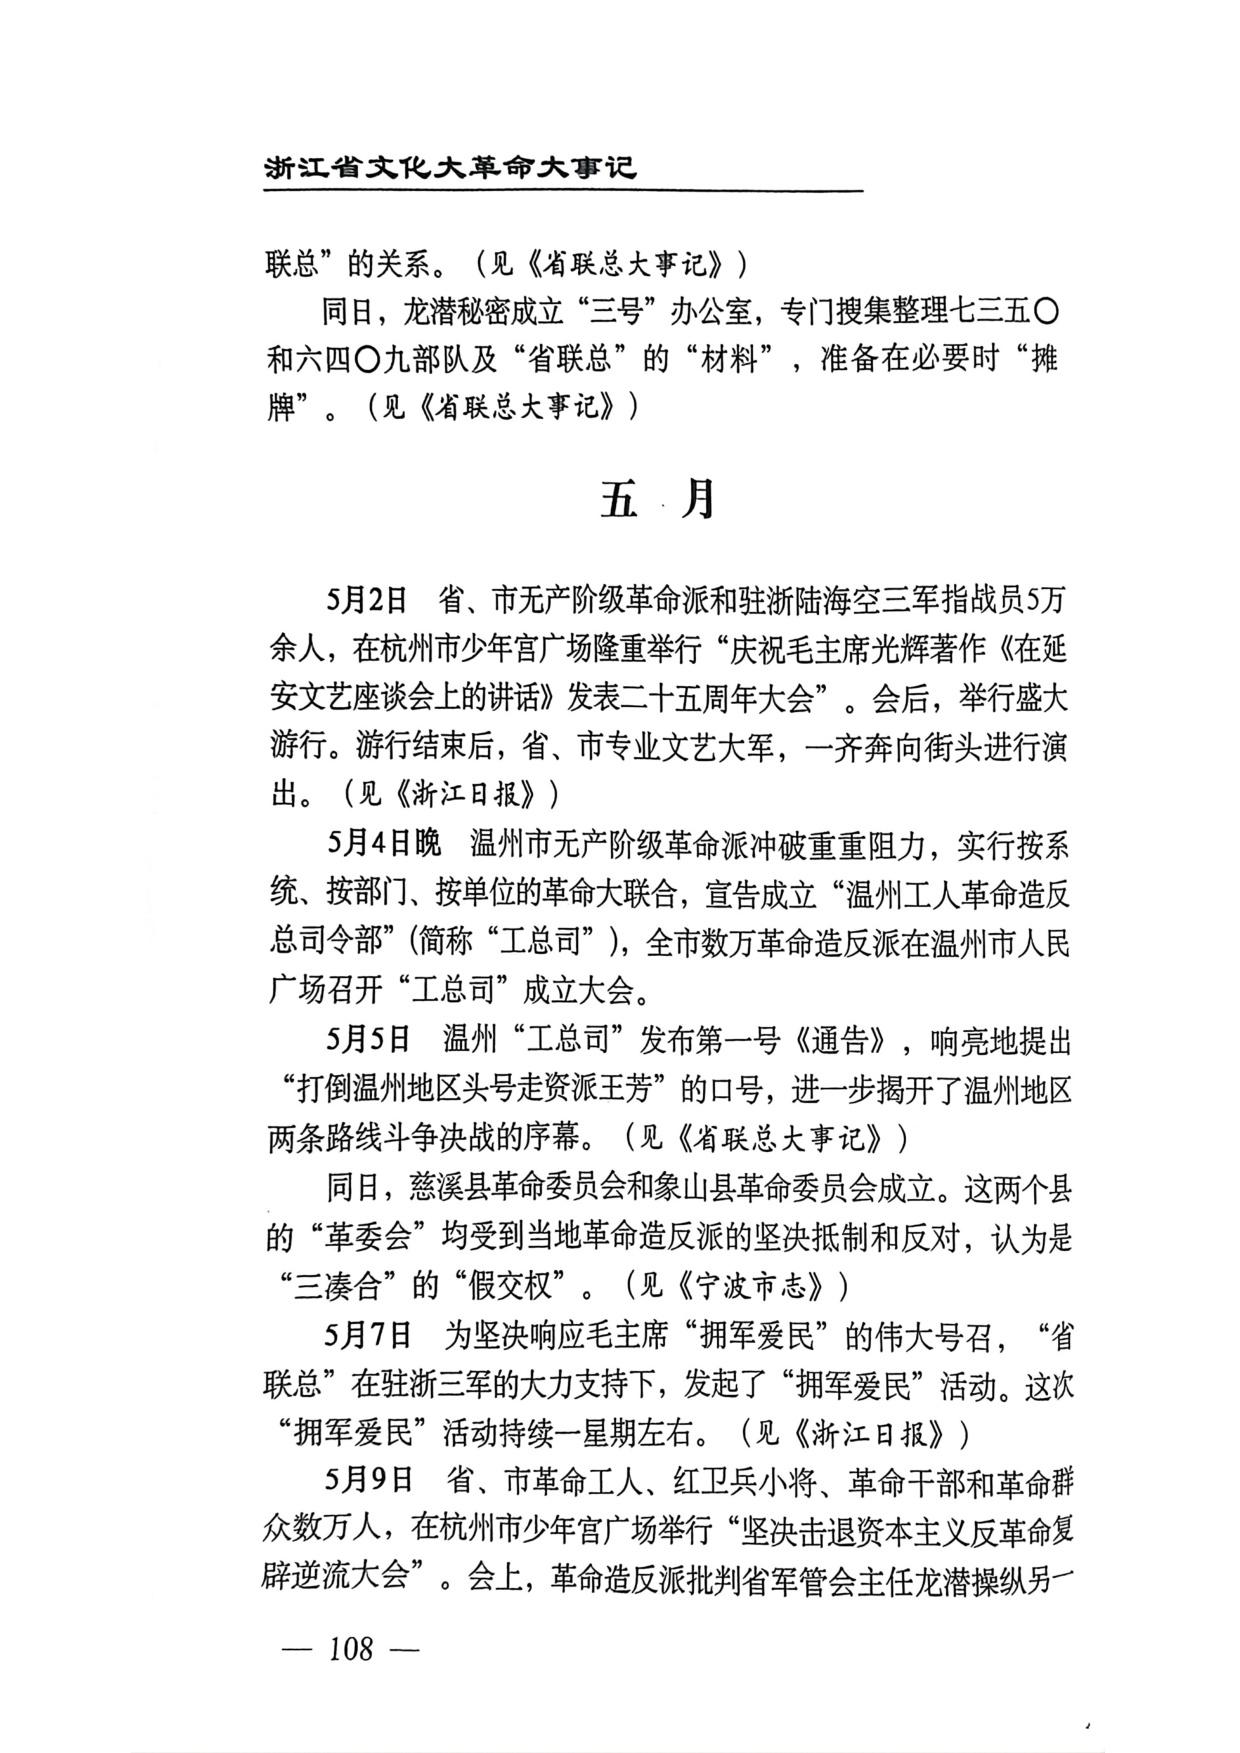 浙江省文化大革命大事记
联总”的关系。（见《省联总大事记》）
同日，龙潜秘密成立“三号”办公室，专门搜集整理七三五〇
和六四〇九部队及“省联总”的“材料”，准备在必要时“摊
牌”。（见《省联总大事记》）
五 月
5月2日 省、市无产阶级革命派和驻浙陆海空三军指战员5万
余人，在杭州市少年宫广场隆重举行“庆祝毛主席光辉著作《在延
安文艺座谈会上的讲话》发表二十五周年大会”。会后，举行盛大
游行。游行结束后，省、市专业文艺大军，一齐奔向街头进行演
出。（见《浙江日报》）
5月4日晚 温州市无产阶级革命派冲破重重阻力，实行按系
统、按部门、按单位的革命大联合，宣告成立“温州工人革命造反
总司令部”（简称“工总司”），全市数万革命造反派在温州市人民
广场召开“工总司”成立大会。
5月5日 温州“工总司”发布第一号《通告》，响亮地提出
“打倒温州地区头号走资派王芳”的口号，进一步揭开了温州地区
两条路线斗争决战的序幕。（见《省联总大事记》）
同日，慈溪县革命委员会和象山县革命委员会成立。这两个县
的“革委会”均受到当地革命造反派的坚决抵制和反对，认为是
“三凑合”的“假交权”。（见《宁波市志》）
5月7日 为坚决响应毛主席“拥军爱民”的伟大号召，“省
联总”在驻浙三军的大力支持下，发起了“拥军爱民”活动。这次
“拥军爱民”活动持续一星期左右。（见《浙江日报》）
5月9日 省、市革命工人、红卫兵小将、革命干部和革命群
众数万人，在杭州市少年宫广场举行“坚决击退资本主义反革命复
辟逆流大会”。会上，革命造反派批判省军管会主任龙潜操纵另一
— 108 —